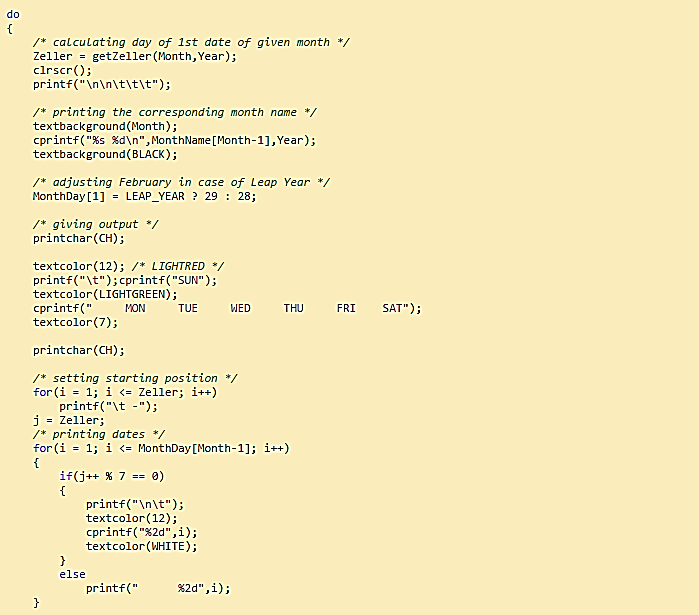 do
{
/* calculating day of 1st date of given month */
Zeller = getZeller(Month,Year);
clrscr();
printf("\n\n\t\t\t");
/* printing the corresponding month name */
textbackground(Month);
cprintf("%s %d\n",MonthName[Month-1],Year);
textbackground(BLACK);
/* adjusting February in case of Leap Year */
MonthDay[1] = LEAP_YEAR ? 29 : 28;
/* giving output */
printchar(CH);
textcolor(12); /* LIGHTRED */
printf("\t");cprintf("SUN");
textcolor(LIGHTGREEN);
cprintf("     MON     TUE     WED     THU     FRI    SAT");
textcolor(7);
printchar(CH);
/* setting starting position */
for(i = 1; i <= Zeller; i++)
printf("\t -");
j = Zeller;
/* printing dates */
for(i = 1; i <= MonthDay[Month-1]; i++)
{
if(j++ % 7 == 0)
{
printf("\n\t");
textcolor(12);
cprintf("%2d",i);
textcolor(WHITE);
}
else
printf("      %2d",i);
}